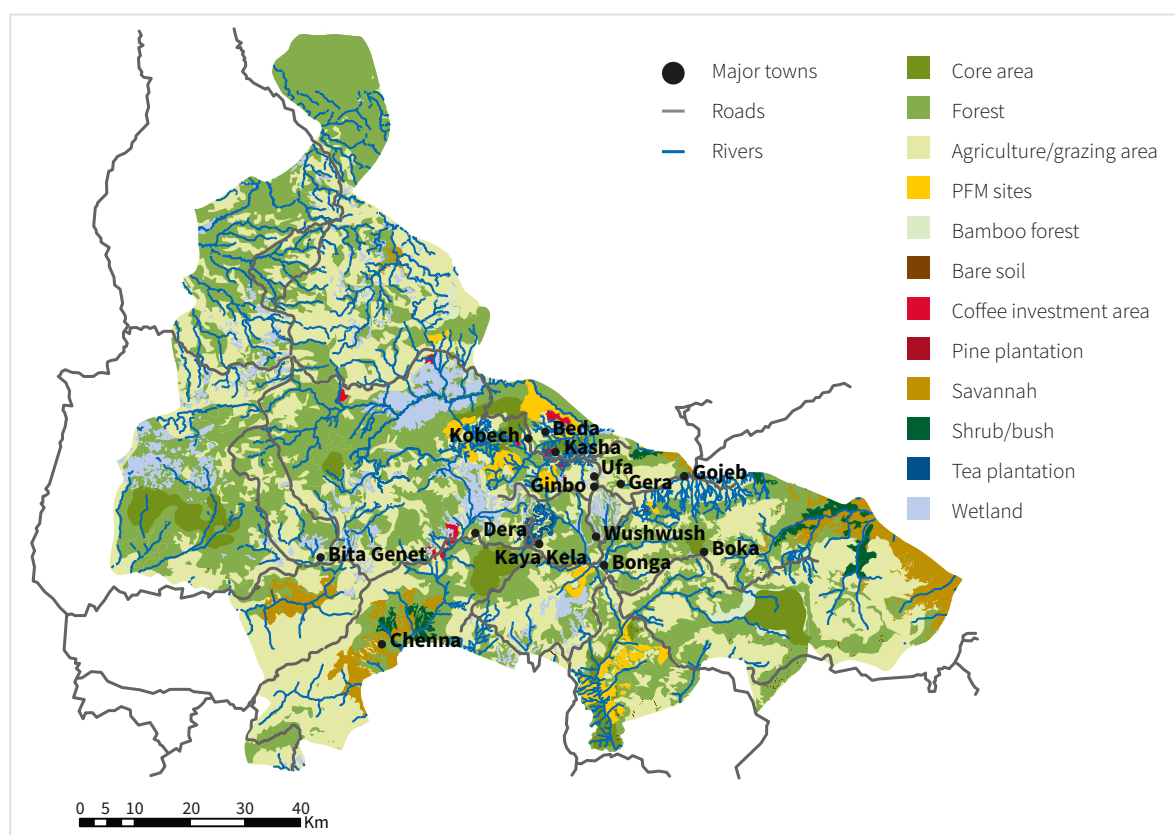 Major towns
Roads
Rivers
Core area
Forest
Agriculture/grazing area
PFM sites
Bamboo forest
Bare soil
Coffee investment area
Pine plantation
Savannah
Shrub/bush
Tea plantation
Wetland
Beda
Kobech
Kasha
Ufa
Gojeb
Ginbo
Gera
Dera
Wushwush
Bita Genet
Kaya Kela
Boka
Bonga
Chenna
0 5 10 20 30 40
Km